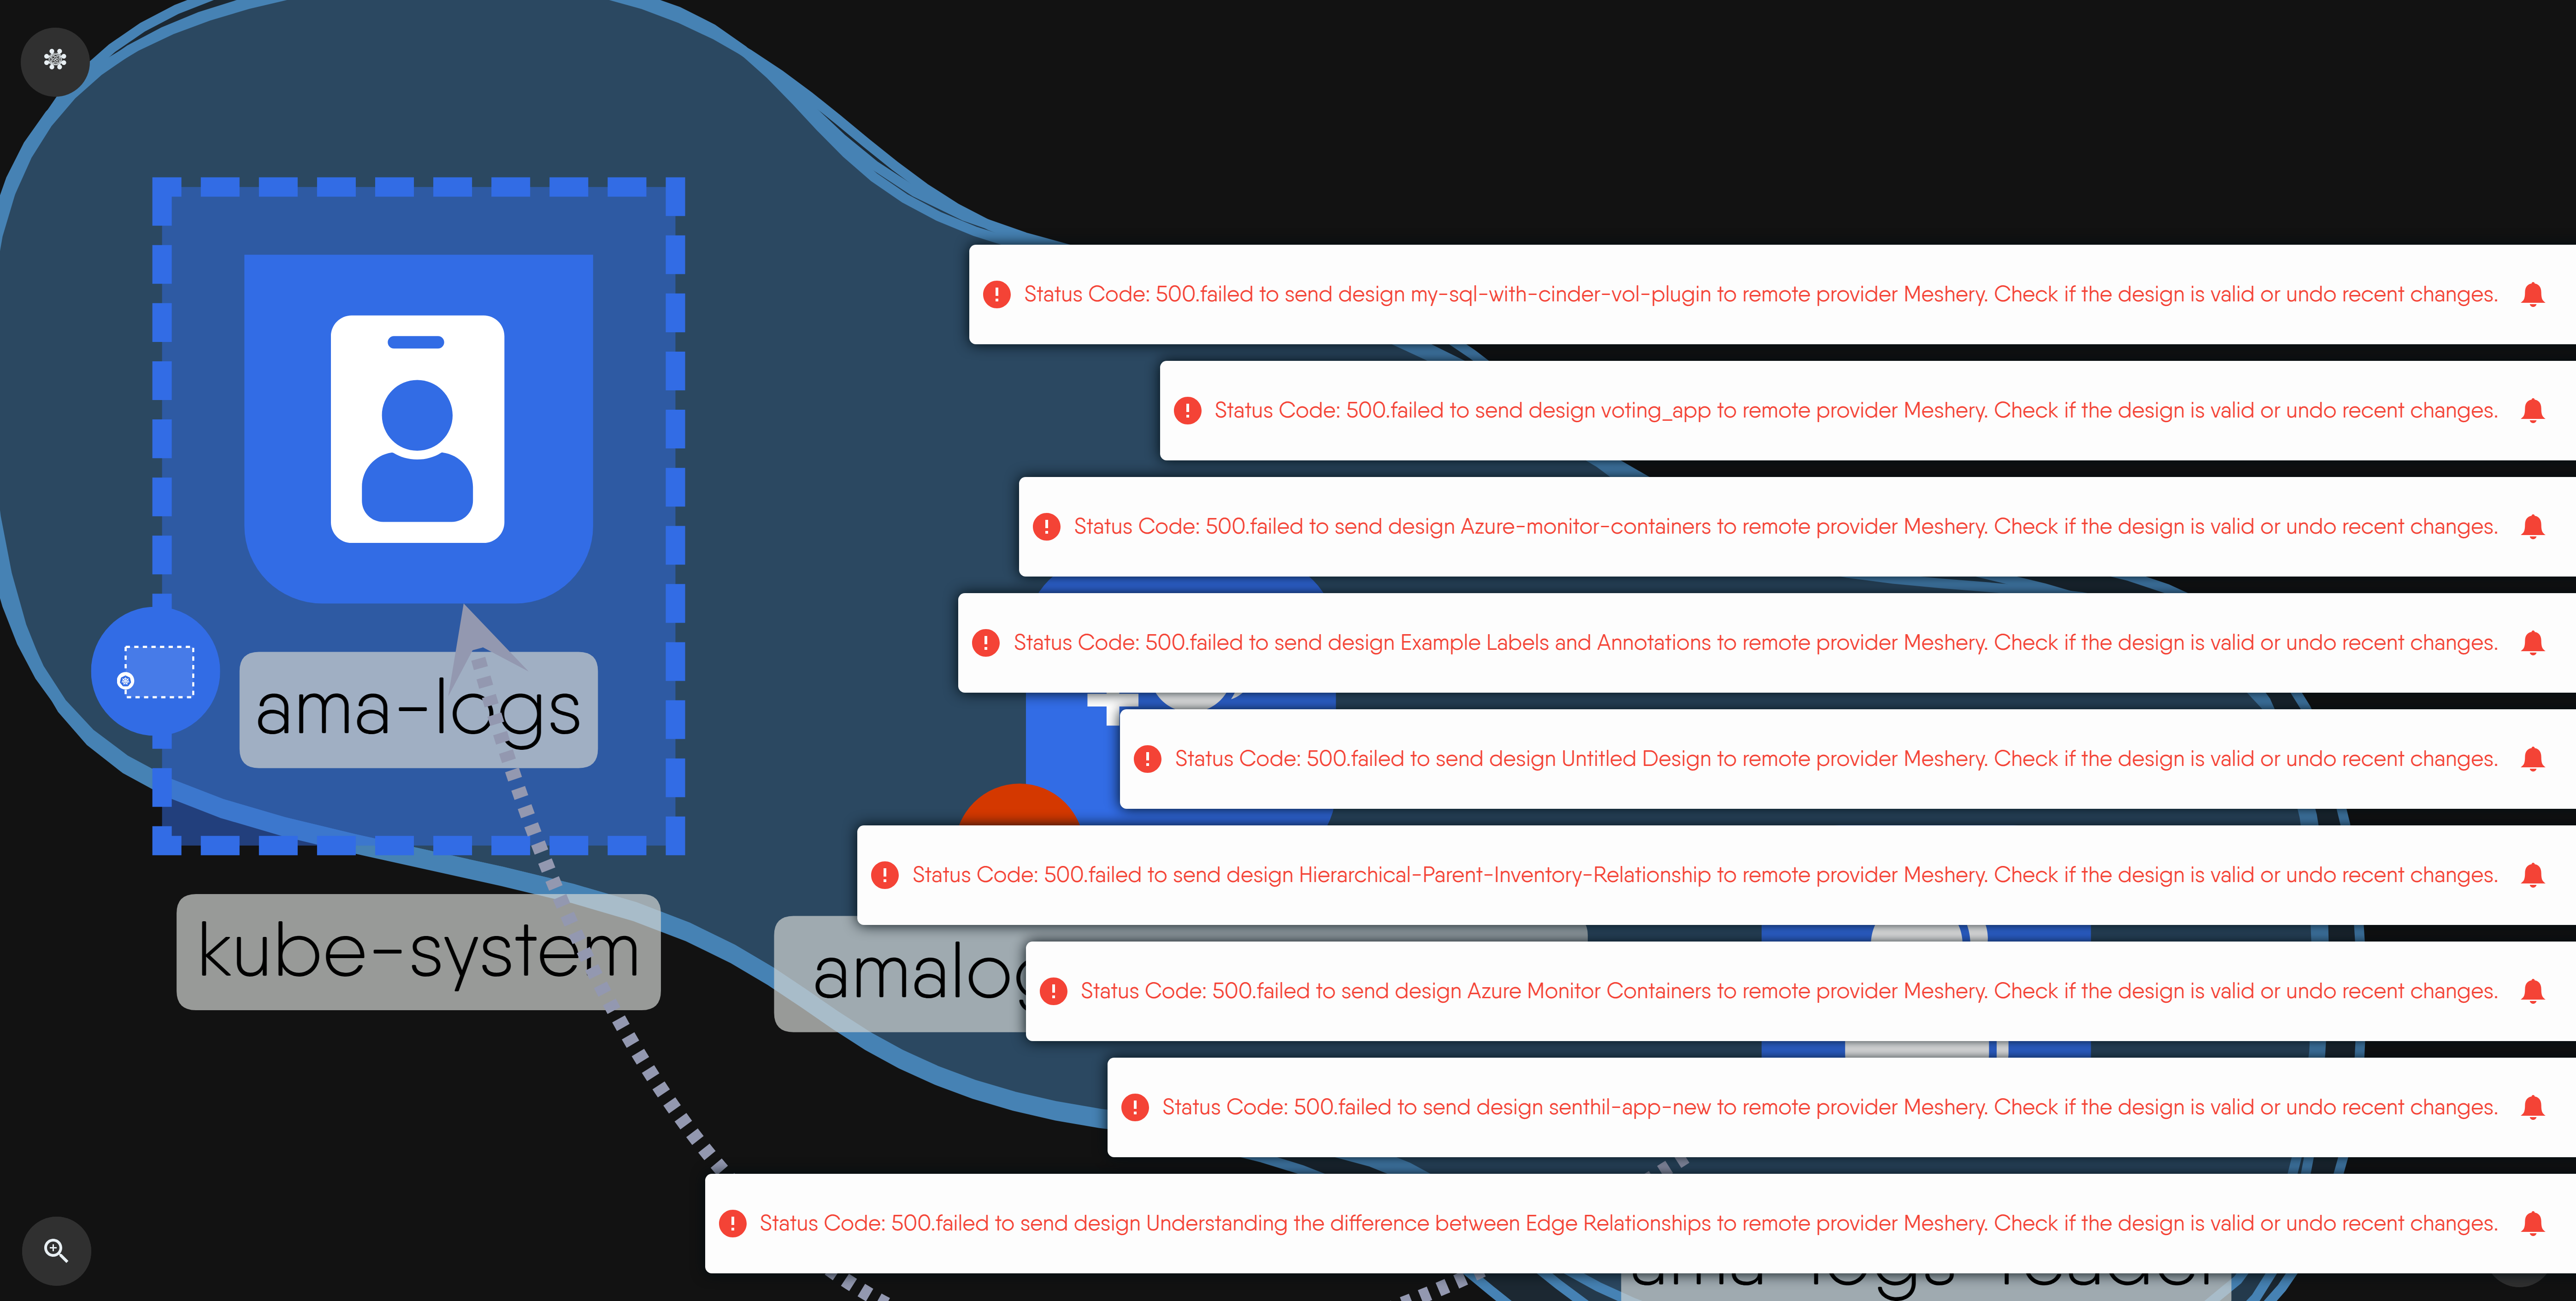 Status Code: 500.failed to send design my-sql-with-cinder-vol-plugin to remote provider Meshery. Check if the design is valid or undo recent changes.
Status Code: 500.failed to send design voting_app to remote provider Meshery. Check if the design is valid or undo recent changes.
Status Code: 500.failed to send design Azure-monitor-containers to remote provider Meshery. Check if the design is valid or undo recent changes.
Status Code: 500.failed to send design Example Labels and Annotations to remote provider Meshery. Check if the design is valid or undo recent changes.
ama-logs
Status Code: 500.failed to send design Untitled Design to remote provider Meshery. Check if the design is valid or undo recent changes.
Status Code: 500.failed to send design Hierarchical-Parent-Inventory-Relationship to remote provider Meshery. Check if the design is valid or undo recent changes.
kube-system
Status Code: 500.failed to send design Azure Monitor Containers to remote provider Meshery. Check if the design is valid or undo recent changes.
Status Code: 500.failed to send design senthil-app-new to remote provider Meshery. Check if the design is valid or undo recent changes.
Status Code: 500.failed to send design Understanding the difference between Edge Relationships to remote provider Meshery. Check if the design is valid or undo recent changes.